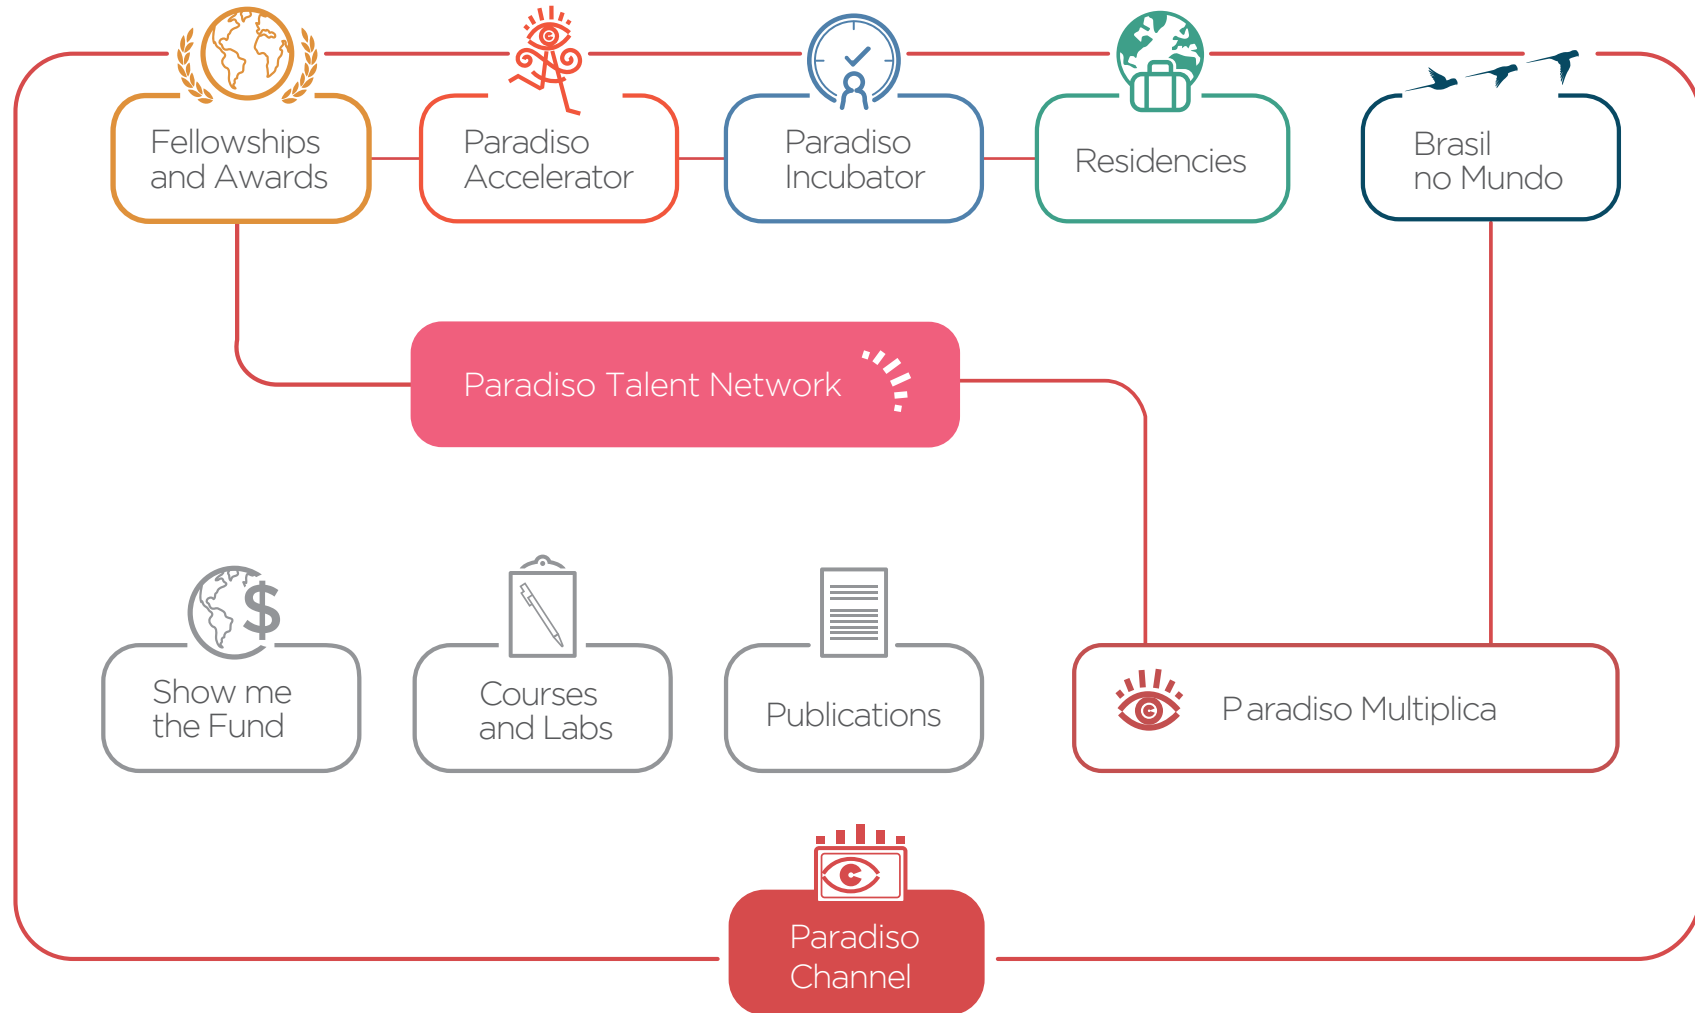 Fellowships
and Awards
Paradiso
Accelerator
Paradiso
Incubator
Residencies
Brasil
no Mundo
Paradiso Talent Network
Show me
the Fund
Courses
and Labs
Publications
Paradiso Multiplica
Paradiso
Channel